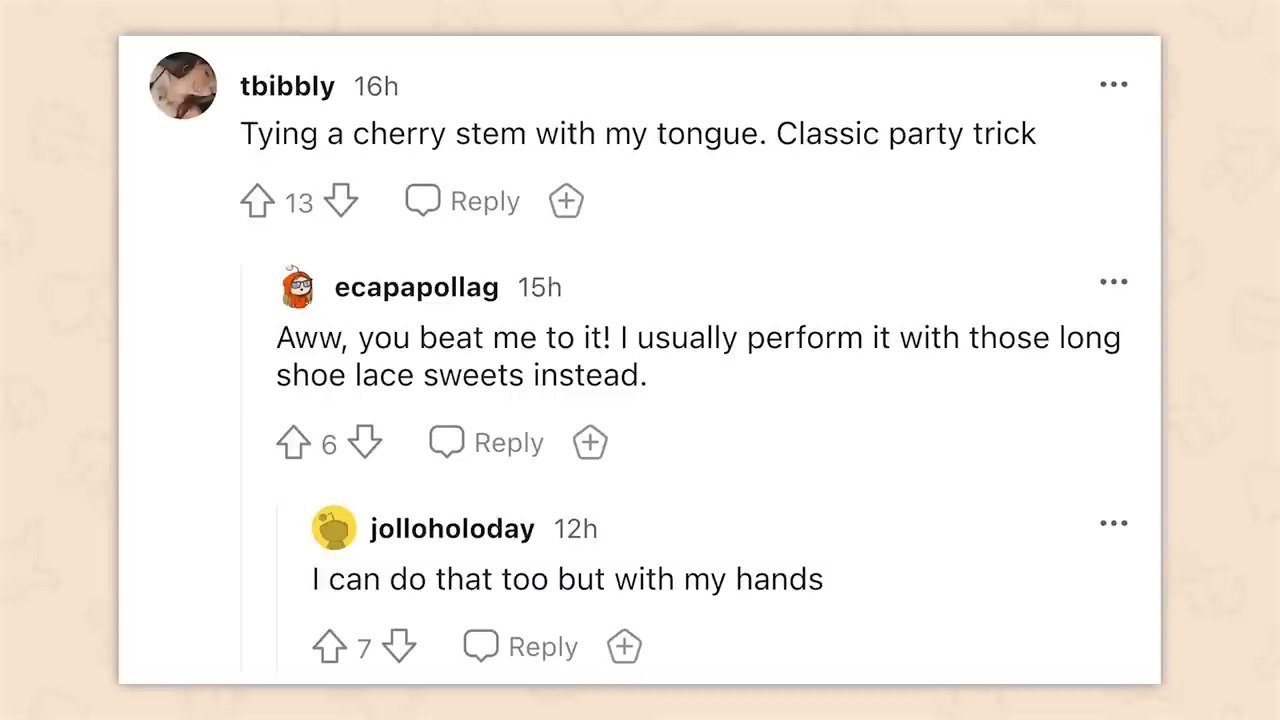 tbibbly 16h
Tying a cherry stem with my tongue. Classic party trick
13 Reply
ecapapollag 15h
Aww, you beat me to it! I usually perform it with those long
shoe lace sweets instead.
6 Reply
jolloholoday 12h
I can do that too but with my hands
7 Reply